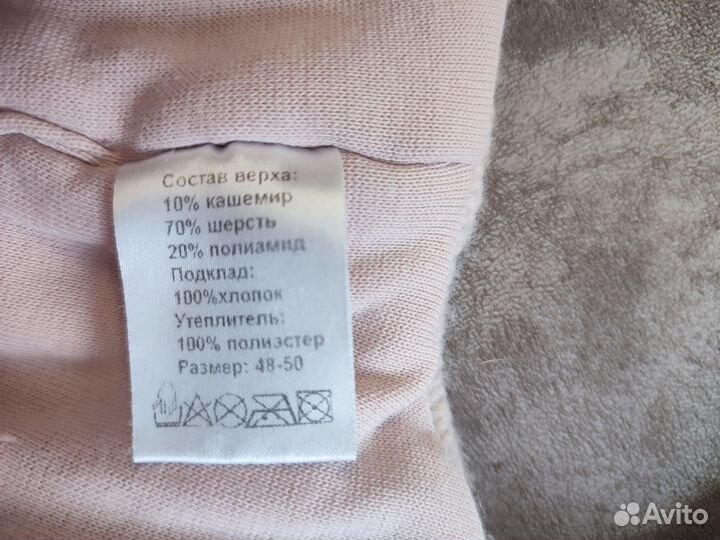 Состав верха:
10% кашемир
70% шерсть
20% полиамид
Подклад:
100%хлопок
Утеплитель:
100% полиэстер
Размер: 48-50
Avito